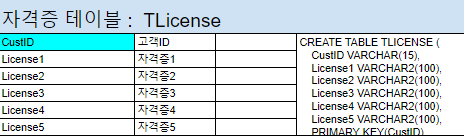 자격증 테이블 : TLicense
CustID 고객ID
License1 자격증1
License2 자격증2
License3 자격증3
License4 자격증4
License5 자격증5
CREATE TABLE TLICENSE (
CustID VARCHAR(15),
License1 VARCHAR2(100),
License2 VARCHAR2(100),
License3 VARCHAR2(100),
License4 VARCHAR2(100),
License5 VARCHAR2(100),
PRIMARY KEY(CustID)